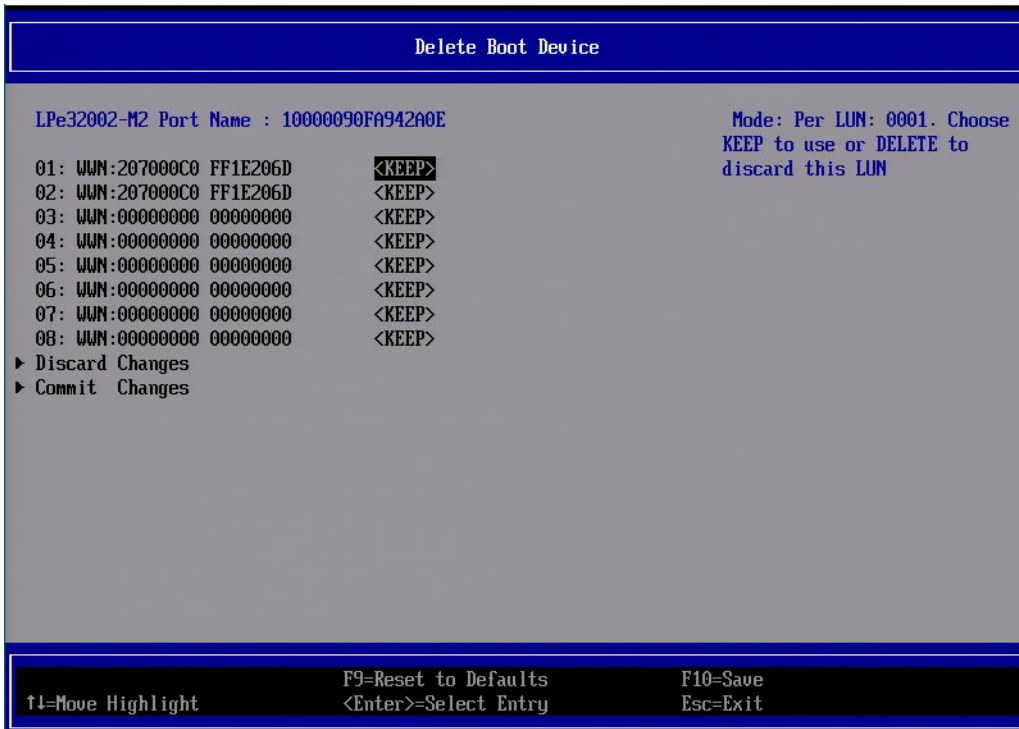 Delete Boot Device
LPe32002-M2 Port Name : 10000090FA942A0E
01: WWN:207000C0 FF1E206D <KEEP>
02: WWN:207000C0 FF1E206D <KEEP>
03: WWN:00000000 00000000 <KEEP>
04: WWN:00000000 00000000 <KEEP>
05: WWN:00000000 00000000 <KEEP>
06: WWN:00000000 00000000 <KEEP>
07: WWN:00000000 00000000 <KEEP>
08: WWN:00000000 00000000 <KEEP>
▶ Discard Changes
▶ Commit  Changes
Mode: Per LUN: 0001. Choose
KEEP to use or DELETE to
discard this LUN
F9=Reset to Defaults F10=Save
↑↓=Move Highlight <Enter>=Select Entry Esc=Exit